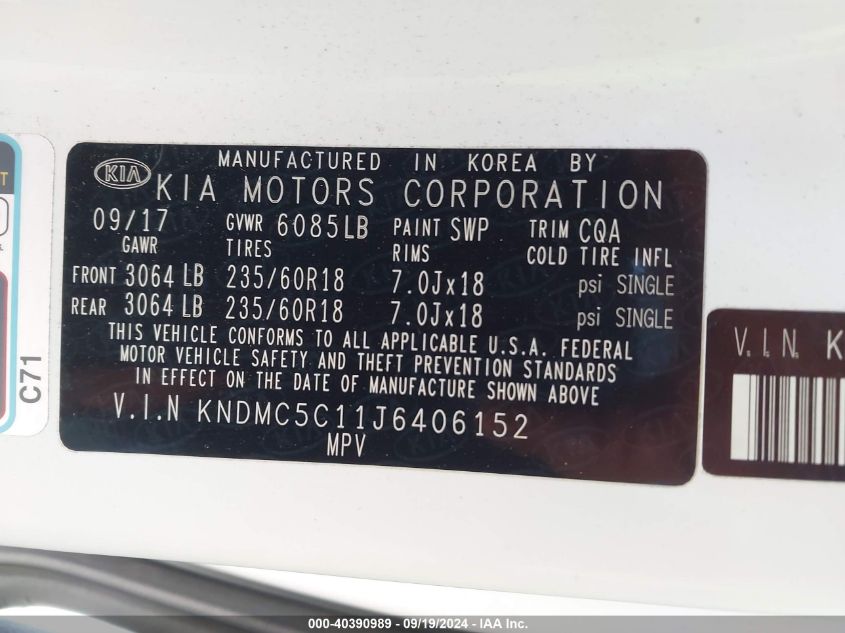 KIA
MANUFACTURED IN KOREA BY
KIA MOTORS CORPORATION
09/17 GVWR 6085LB PAINT SWP TRIM CQA
GAWR TIRES RIMS COLD TIRE INFL
FRONT 3064 LB 235/60R18 7.0Jx18 psi SINGLE
REAR 3064 LB 235/60R18 7.0Jx18 psi SINGLE
THIS VEHICLE CONFORMS TO ALL APPLICABLE U.S.A. FEDERAL
MOTOR VEHICLE SAFETY AND THEFT PREVENTION STANDARDS
IN EFFECT ON THE DATE OF MANUFACTURE SHOWN ABOVE
V.I.N KNDMC5C11J6406152
MPV
C71
V.I.N. K
000-40390989 - 09/19/2024 - IAA Inc.